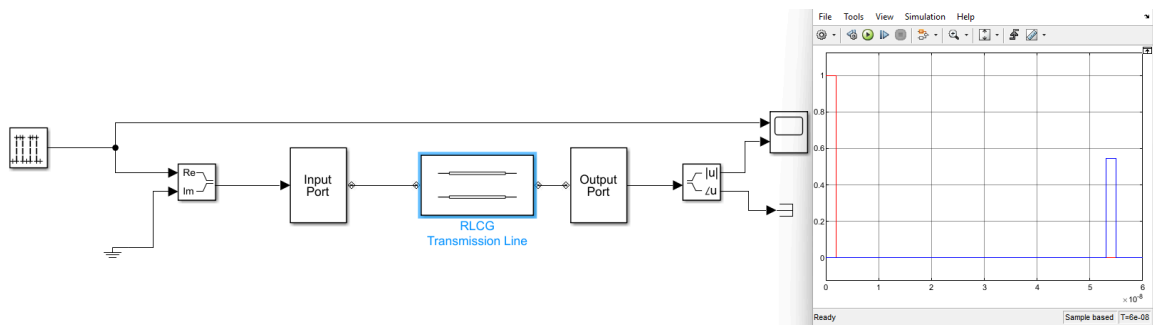 Re
Im
Input
Port
RLCG
Transmission Line
Output
Port
|u|
∠u
File Tools View Simulation Help
1
0.8
0.6
0.4
0.2
0
0 1 2 3 4 5 6
× 10⁻⁸
Ready Sample based T=6e-08